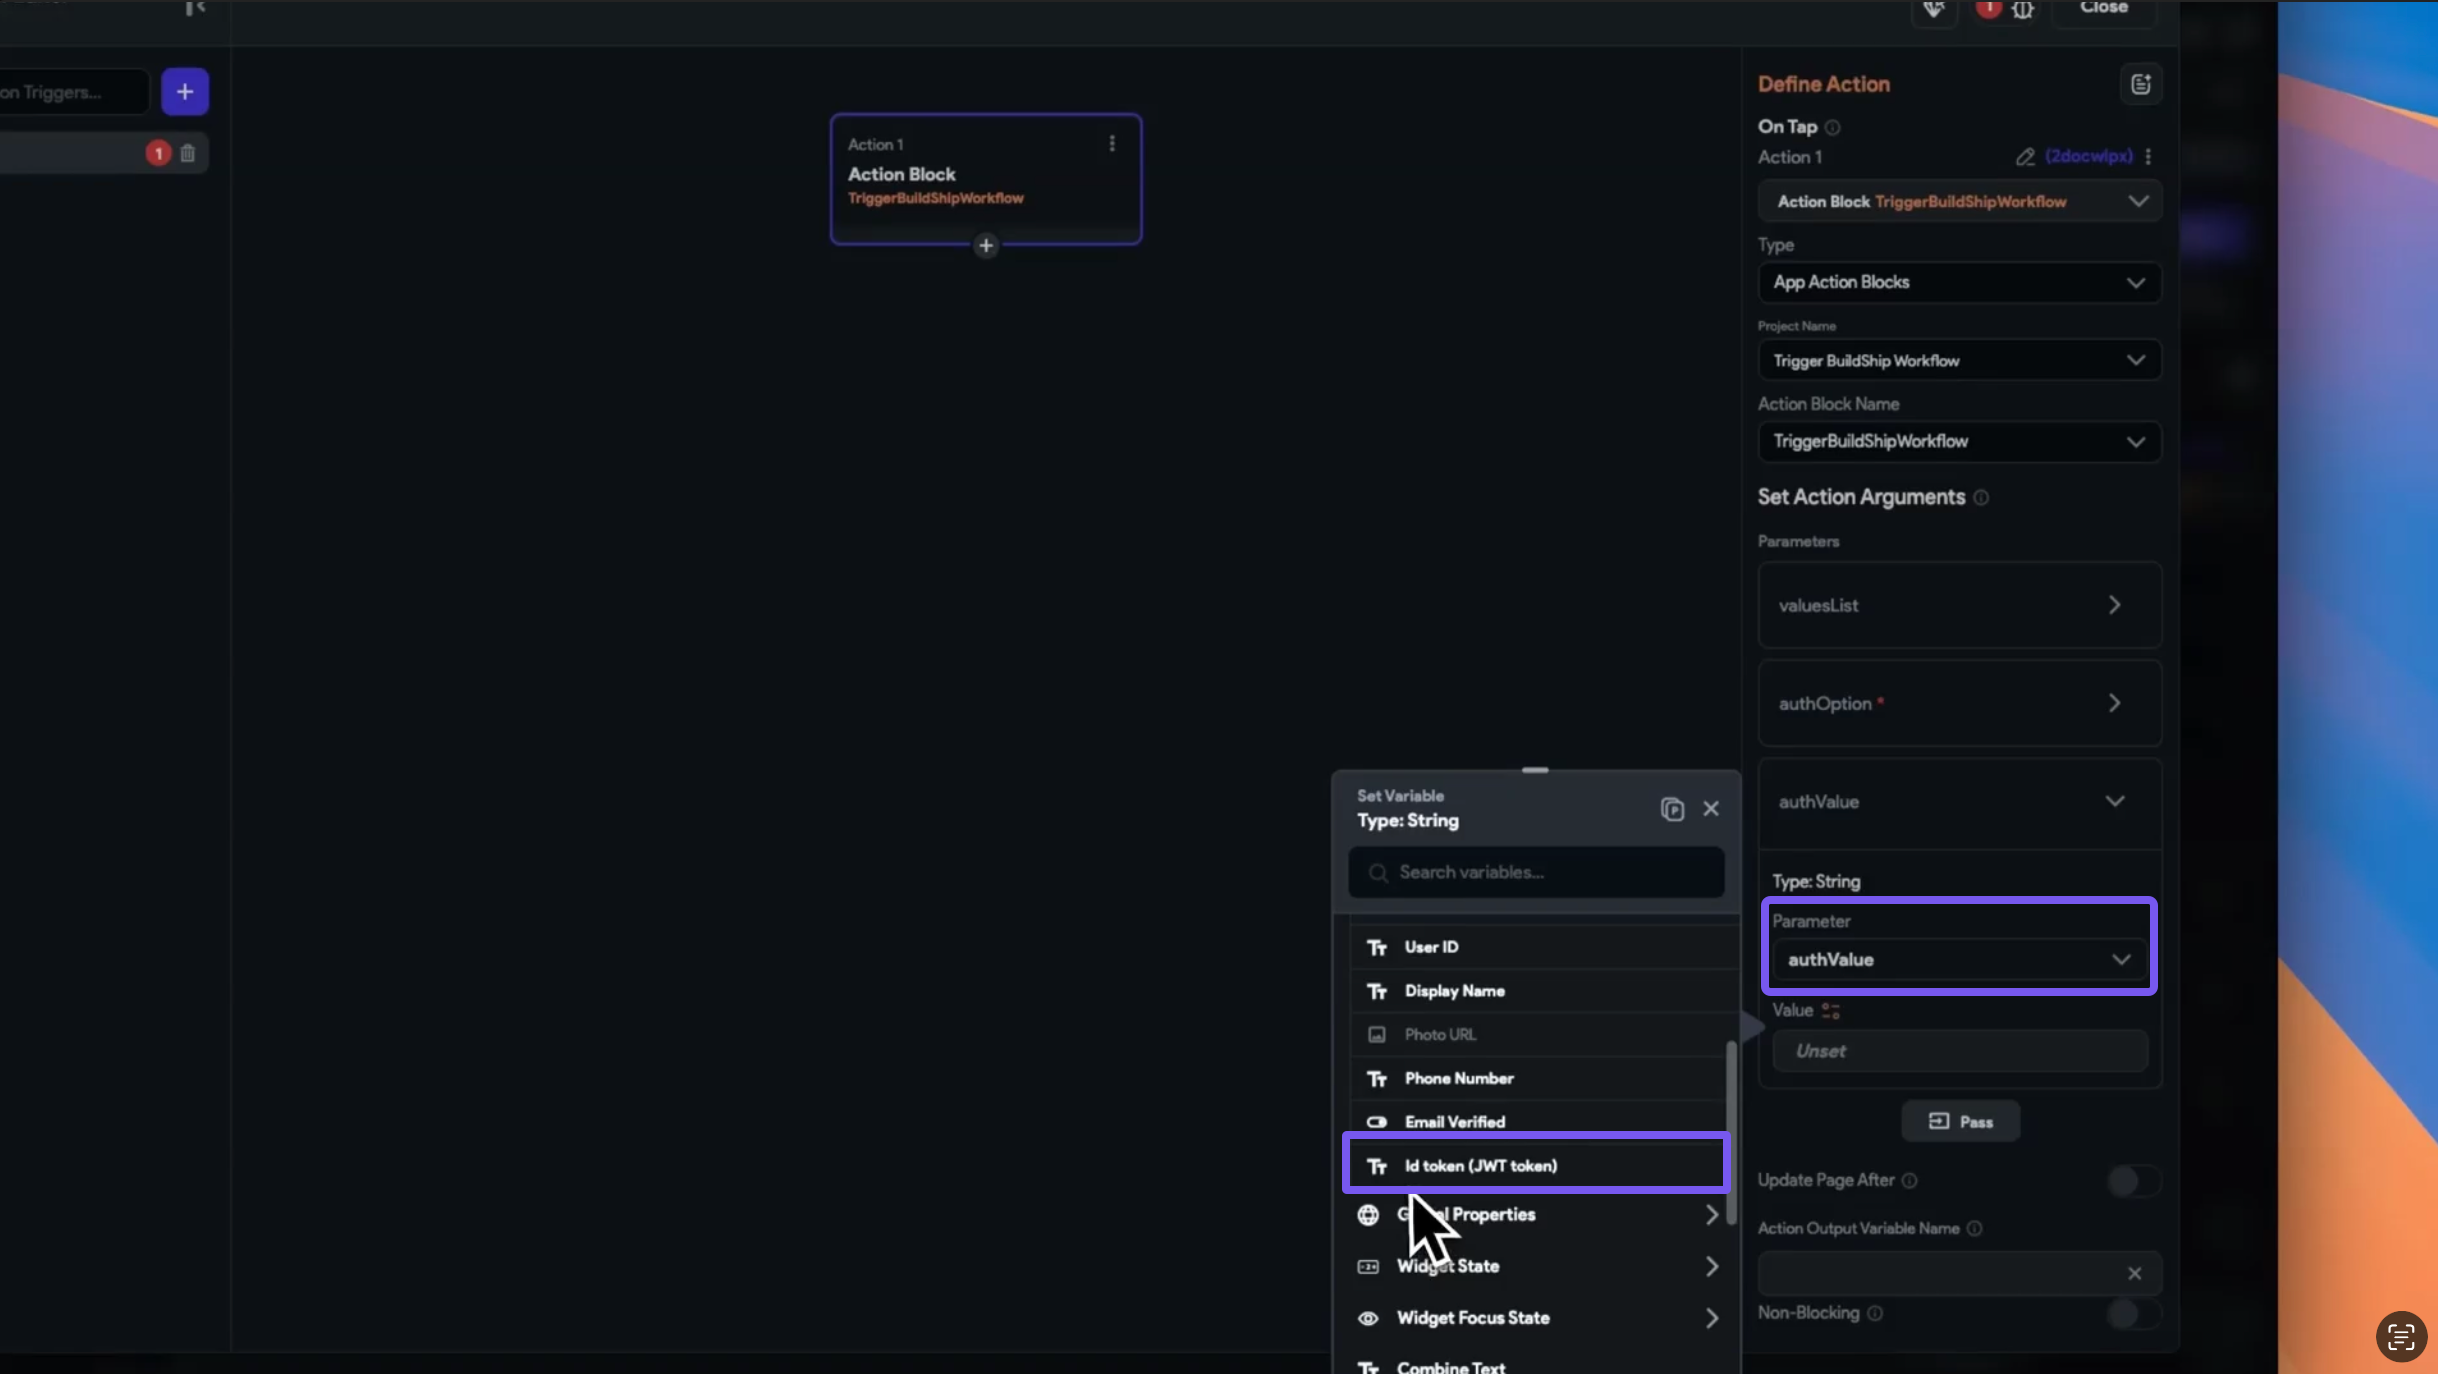 1
Close
on Triggers...
+
1
Action 1
Action Block
TriggerBuildShipWorkflow
+
Define Action
On Tap
Action 1
(2docwlpx)
Action Block TriggerBuildShipWorkflow
Type
App Action Blocks
Project Name
Trigger BuildShip Workflow
Action Block Name
TriggerBuildShipWorkflow
Set Action Arguments
Parameters
valuesList
authOption *
authValue
Type: String
Parameter
authValue
Value
Unset
Pass
Update Page After
Action Output Variable Name
Non-Blocking
Set Variable
Type: String
Search variables...
User ID
Display Name
Photo URL
Phone Number
Email Verified
Id token (JWT token)
Properties
Widget State
Widget Focus State
Combine Text